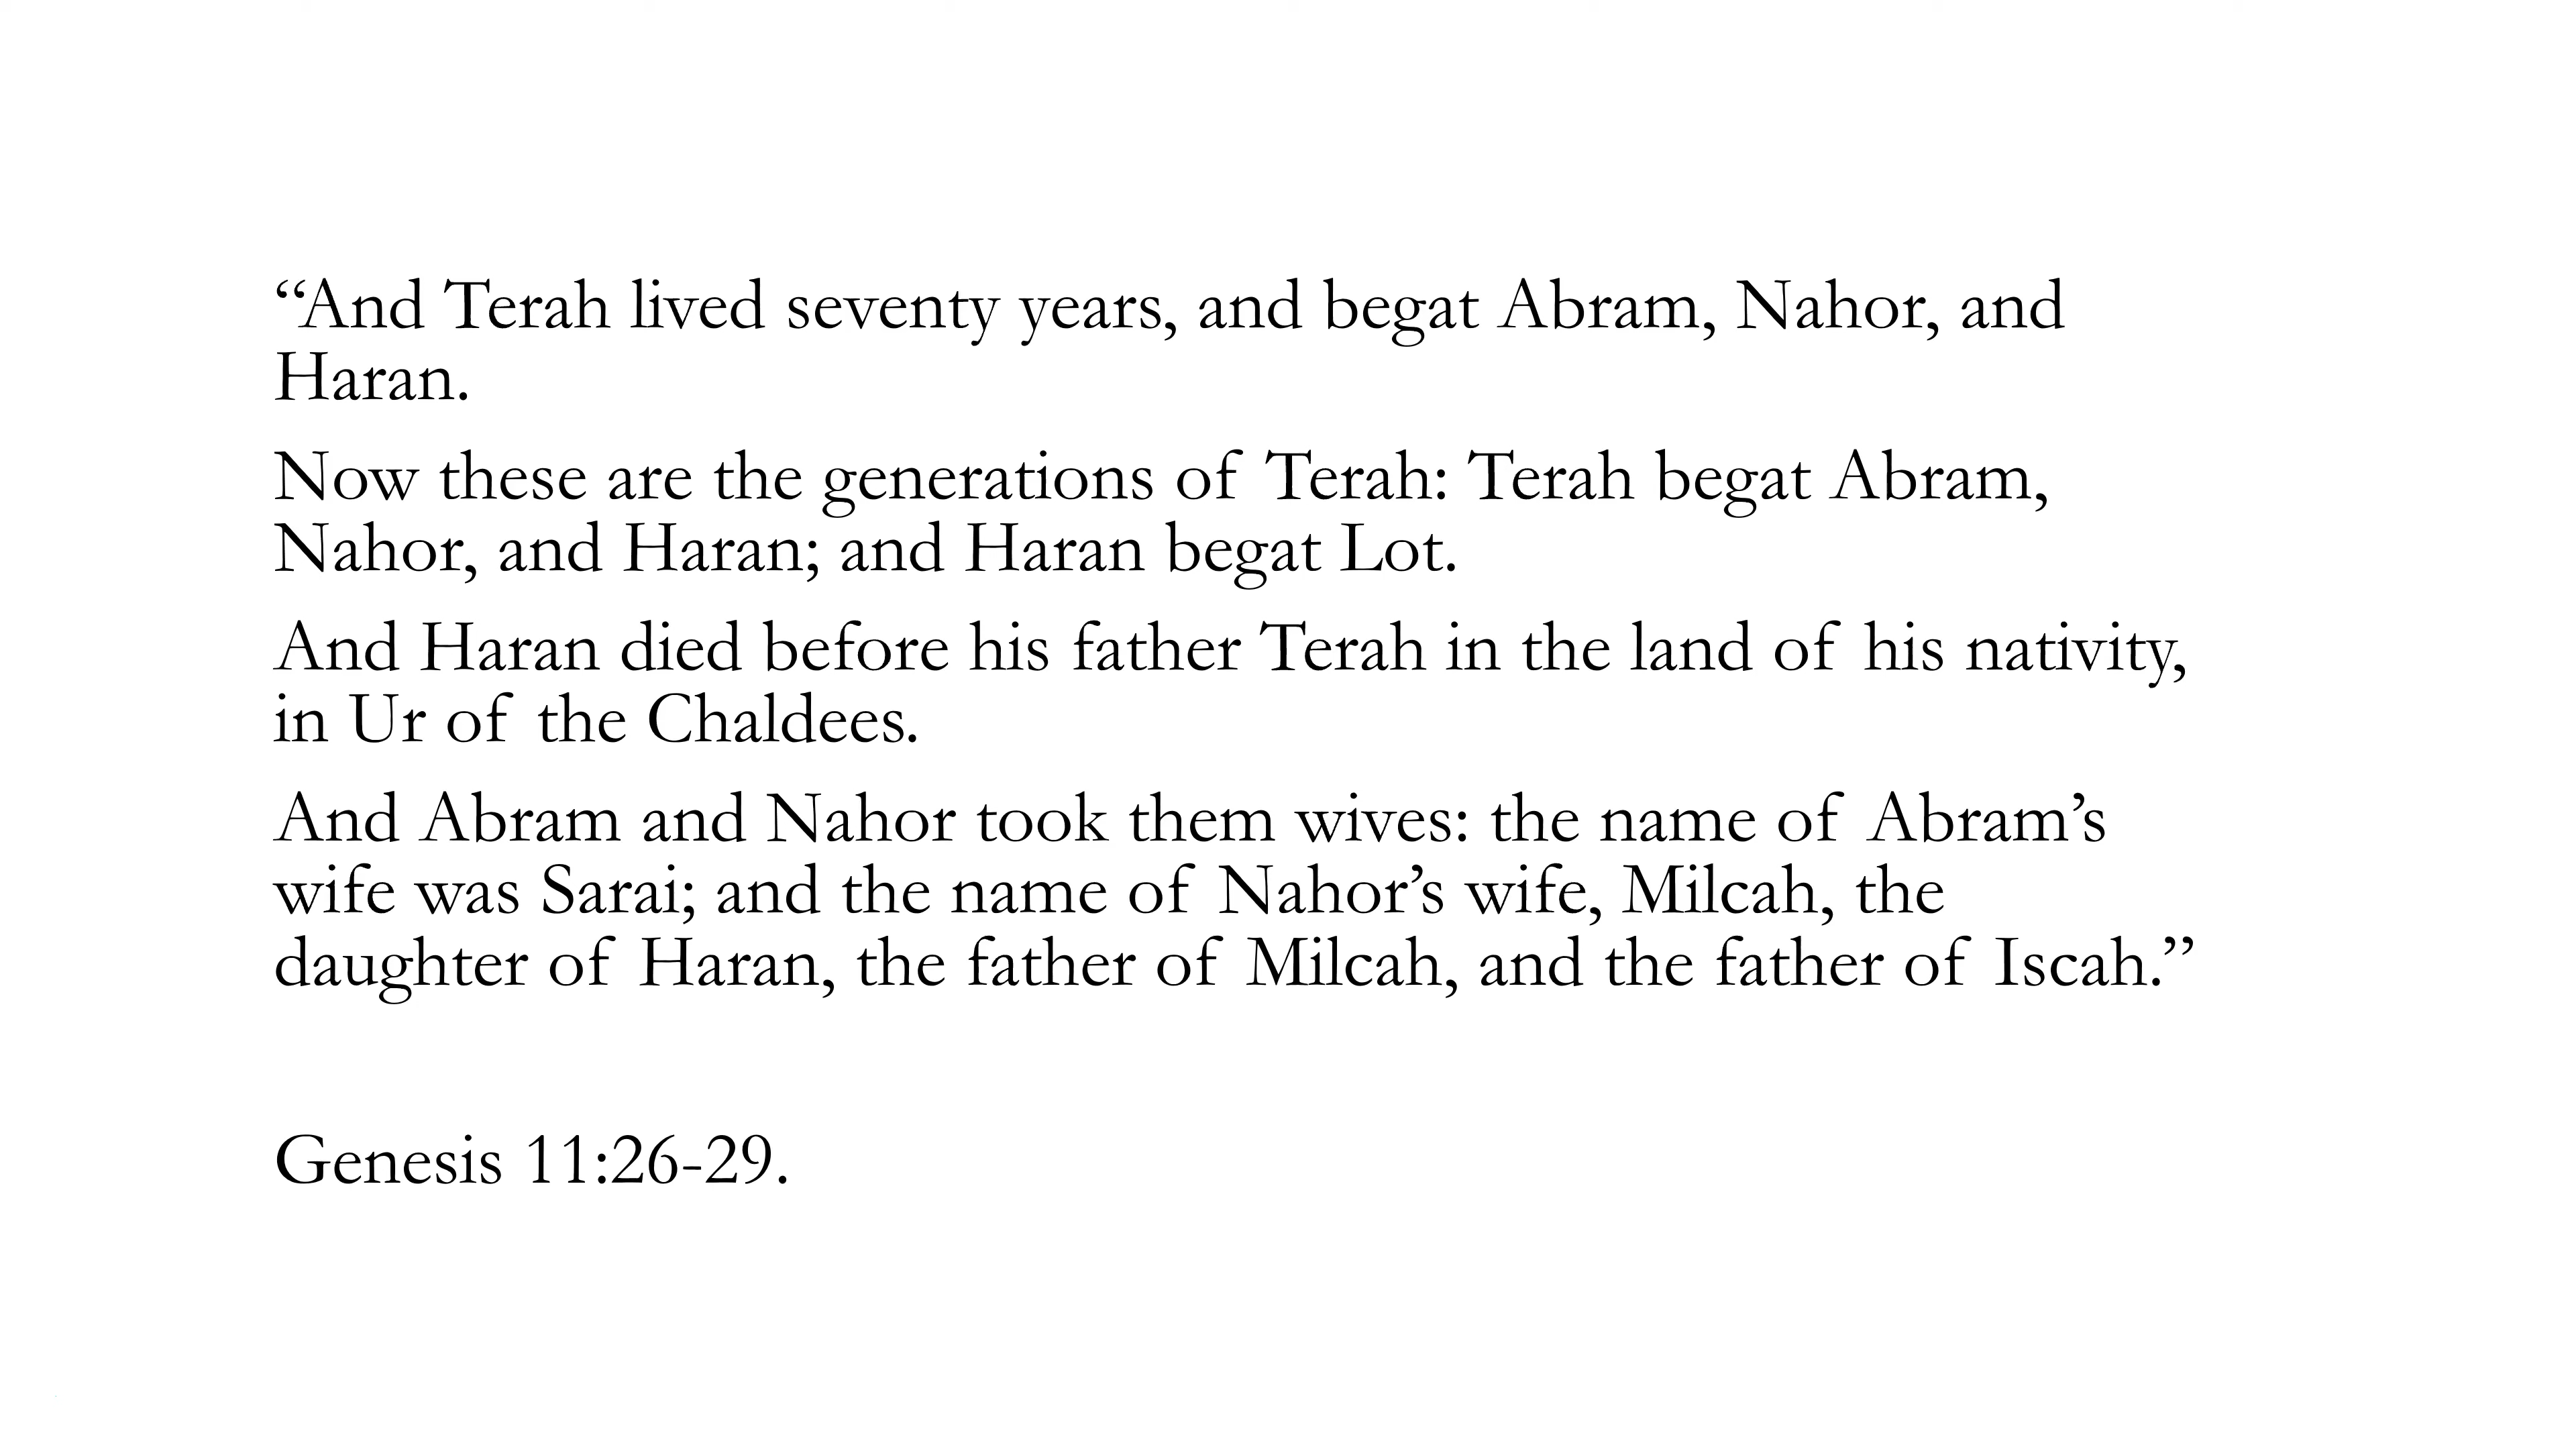 “And Terah lived seventy years, and begat Abram, Nahor, and
Haran.
Now these are the generations of Terah: Terah begat Abram,
Nahor, and Haran; and Haran begat Lot.
And Haran died before his father Terah in the land of his nativity,
in Ur of the Chaldees.
And Abram and Nahor took them wives: the name of Abram’s
wife was Sarai; and the name of Nahor’s wife, Milcah, the
daughter of Haran, the father of Milcah, and the father of Iscah.”
Genesis 11:26-29.